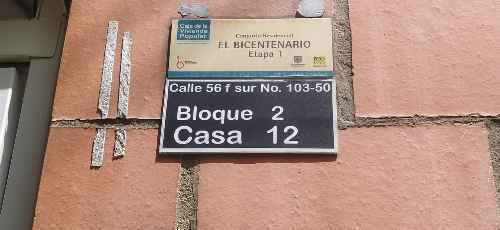 Caja de la
Vivienda
Popular
Conjunto Residencial
EL BICENTENARIO
Etapa 1
Calle 56 f sur No. 103-50
Bloque 2
Casa 12